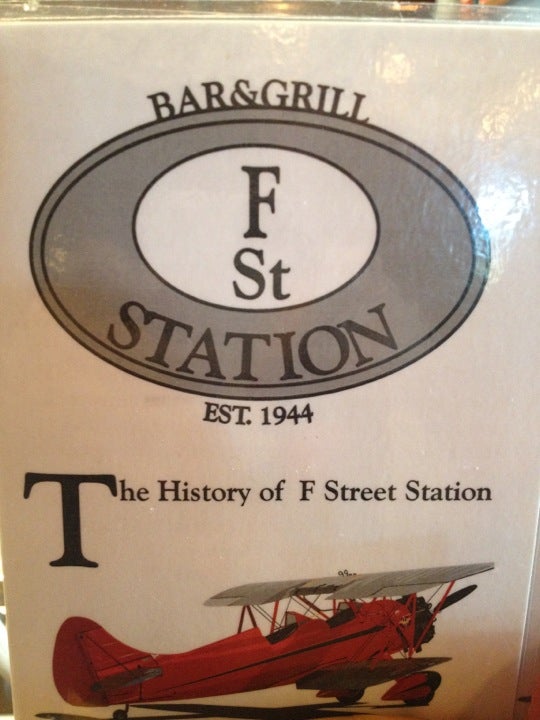 BAR&GRILL
F
St
STATION
EST. 1944
The History of F Street Station